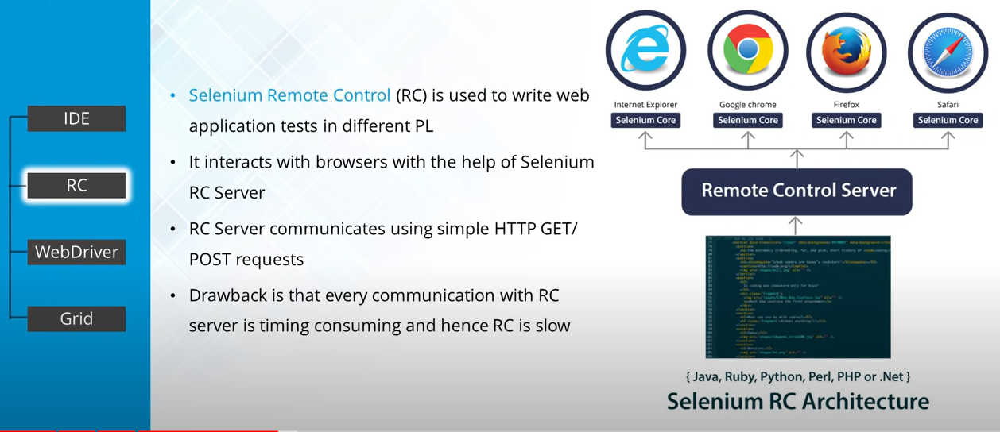 IDE
RC
WebDriver
Grid
• Selenium Remote Control (RC) is used to write web
application tests in different PL
• It interacts with browsers with the help of Selenium
RC Server
• RC Server communicates using simple HTTP GET/
POST requests
• Drawback is that every communication with RC
server is timing consuming and hence RC is slow
Internet Explorer
Google chrome
Firefox
Safari
Selenium Core
Selenium Core
Selenium Core
Selenium Core
Remote Control Server
{ Java, Ruby, Python, Perl, PHP or .Net }
Selenium RC Architecture